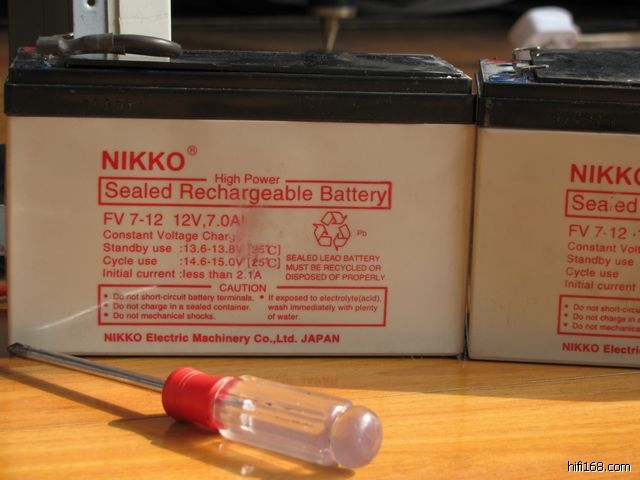 NIKKO®
High Power
Sealed Rechargeable Battery
FV 7-12 12V,7.0A
Constant Voltage Charg
Standby use :13.6-13.8V [25℃]
Cycle use :14.6-15.0V [25℃]
Initial current :less than 2.1A
Pb
SEALED LEAD BATTERY
MUST BE RECYCLED OR
DISPOSED OF PROPERLY.
CAUTION
• Do not short-circuit battery terminals.
• Do not charge in a sealed container.
• Do not mechanical shocks.
• If exposed to electrolyte(acid),
wash immediately with plenty
of water.
NIKKO Electric Machinery Co.,Ltd. JAPAN
NIKKO
Sealed
FV 7-12
Constant Volt
Standby use
Cycle use
Initial current
• Do not short-circu
• Do not charge in
• Do not mechanic
NIKKO Electri
hifi168.com